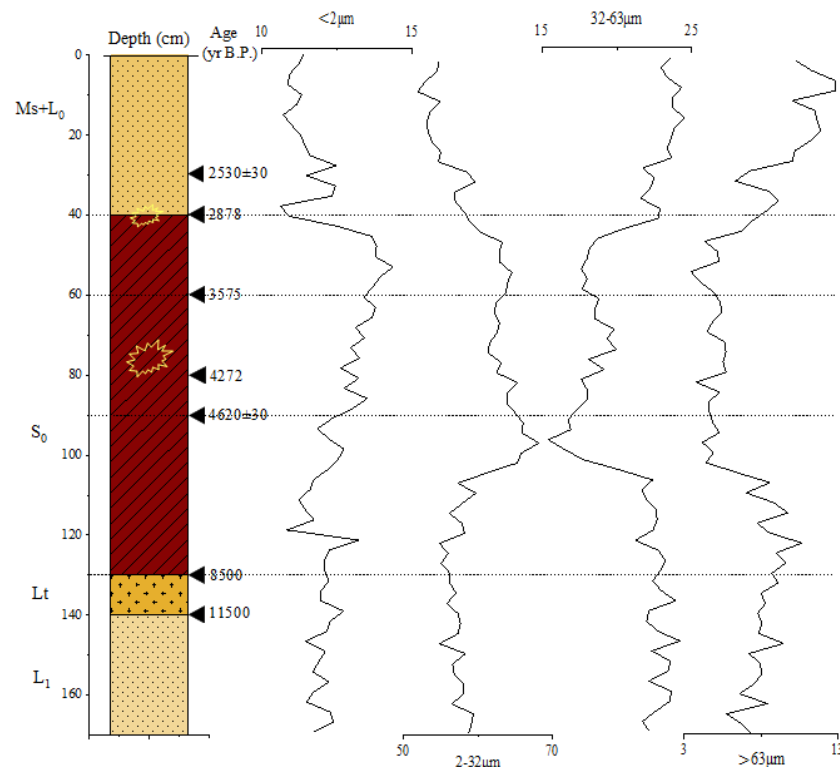 Depth (cm)
Age
(yr B.P.)
10 <2μm 15
15 32-63μm 25
0
20
40
60
80
100
120
140
160
Ms+L0
S0
Lt
L1
2530±30
2878
3575
4272
4620±30
8500
11500
50 2-32μm 70
3 >63μm 13